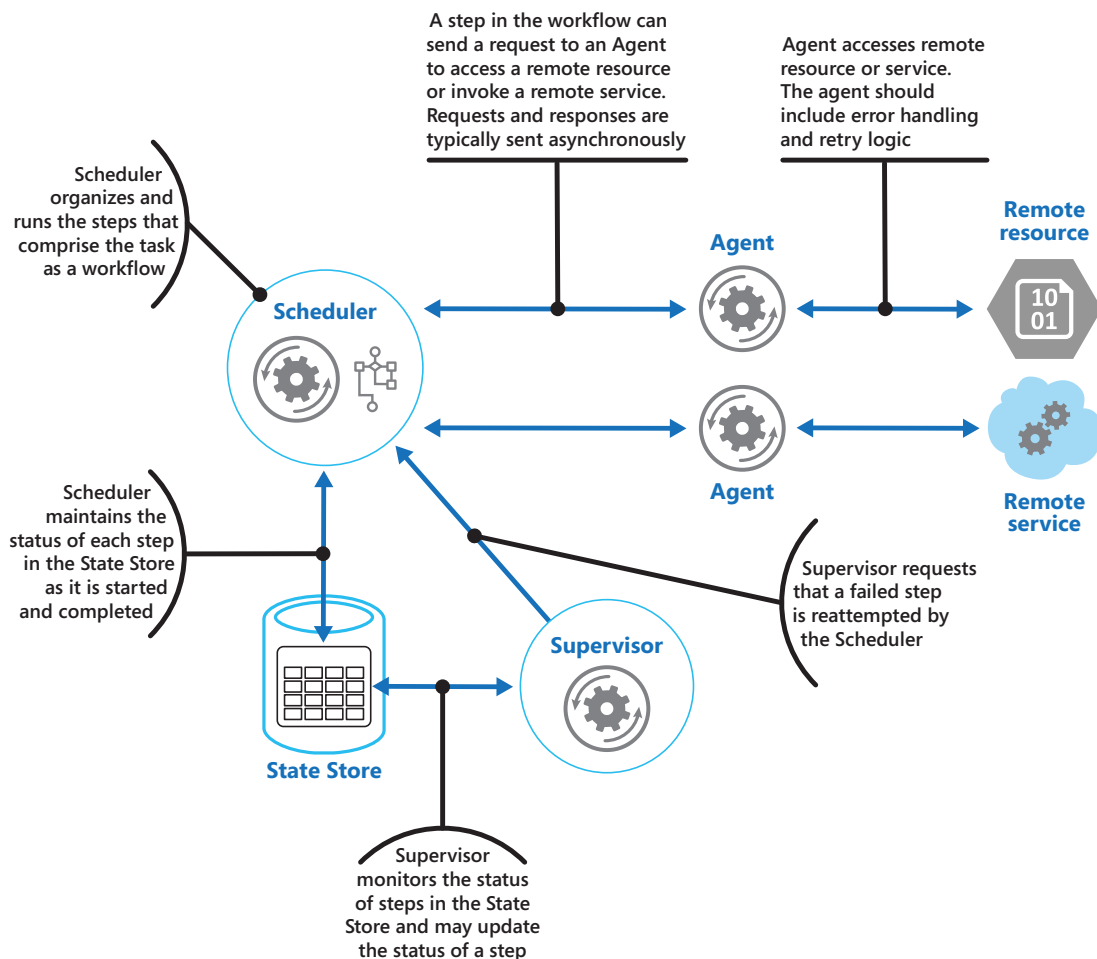 A step in the workflow can
send a request to an Agent
to access a remote resource
or invoke a remote service.
Requests and responses are
typically sent asynchronously
Agent accesses remote
resource or service.
The agent should
include error handling
and retry logic
Scheduler
organizes and
runs the steps that
comprise the task
as a workflow
Remote
resource
Agent
Scheduler
10
01
Agent
Remote
service
Scheduler
maintains the
status of each step
in the State Store
as it is started
and completed
Supervisor requests
that a failed step
is reattempted by
the Scheduler
Supervisor
State Store
Supervisor
monitors the status
of steps in the State
Store and may update
the status of a step